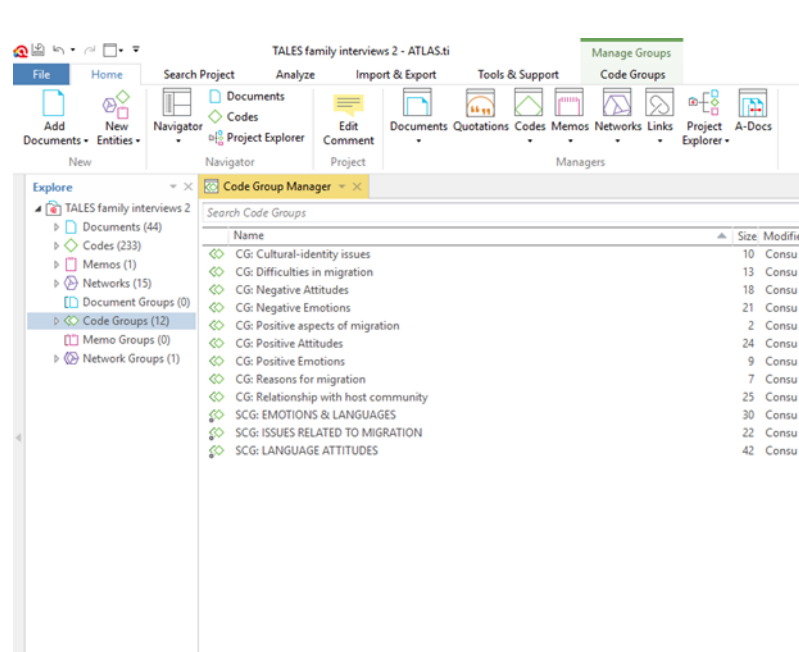 TALES family interviews 2 - ATLAS.ti
Manage Groups
File Home Search Project Analyze Import & Export Tools & Support Code Groups
Add Documents
New Entities
Navigator
Documents
Codes
Project Explorer
Edit Comment
Documents Quotations Codes Memos Networks Links Project Explorer A-Docs
New Navigator Project Managers
Explore
TALES family interviews 2
Documents (44)
Codes (233)
Memos (1)
Networks (15)
Document Groups (0)
Code Groups (12)
Memo Groups (0)
Network Groups (1)
Code Group Manager
Search Code Groups
Name Size Modifie
CG: Cultural-identity issues 10 Consu
CG: Difficulties in migration 13 Consu
CG: Negative Attitudes 18 Consu
CG: Negative Emotions 21 Consu
CG: Positive aspects of migration 2 Consu
CG: Positive Attitudes 24 Consu
CG: Positive Emotions 9 Consu
CG: Reasons for migration 7 Consu
CG: Relationship with host community 25 Consu
SCG: EMOTIONS & LANGUAGES 30 Consu
SCG: ISSUES RELATED TO MIGRATION 22 Consu
SCG: LANGUAGE ATTITUDES 42 Consu